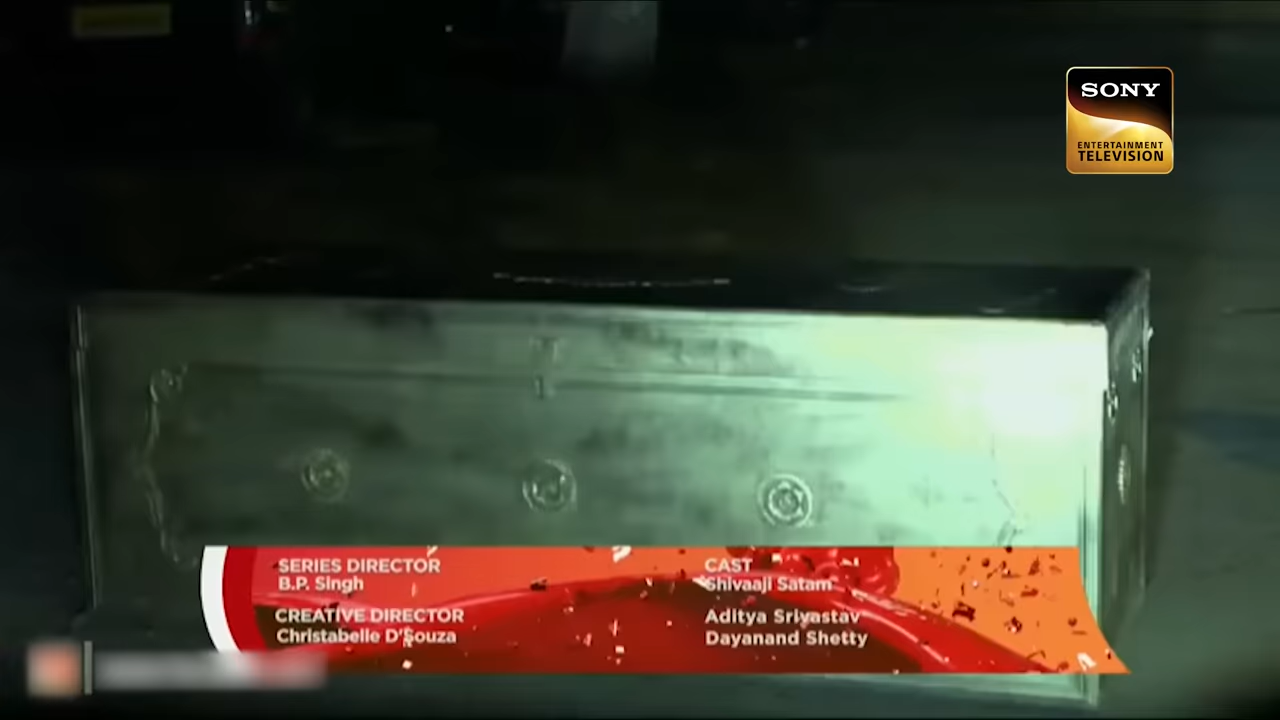 SONY
ENTERTAINMENT
TELEVISION
SERIES DIRECTOR
B.P. Singh
CREATIVE DIRECTOR
Christabelle D'Souza
CAST
Shivaaji Satam
Aditya Srivastav
Dayanand Shetty